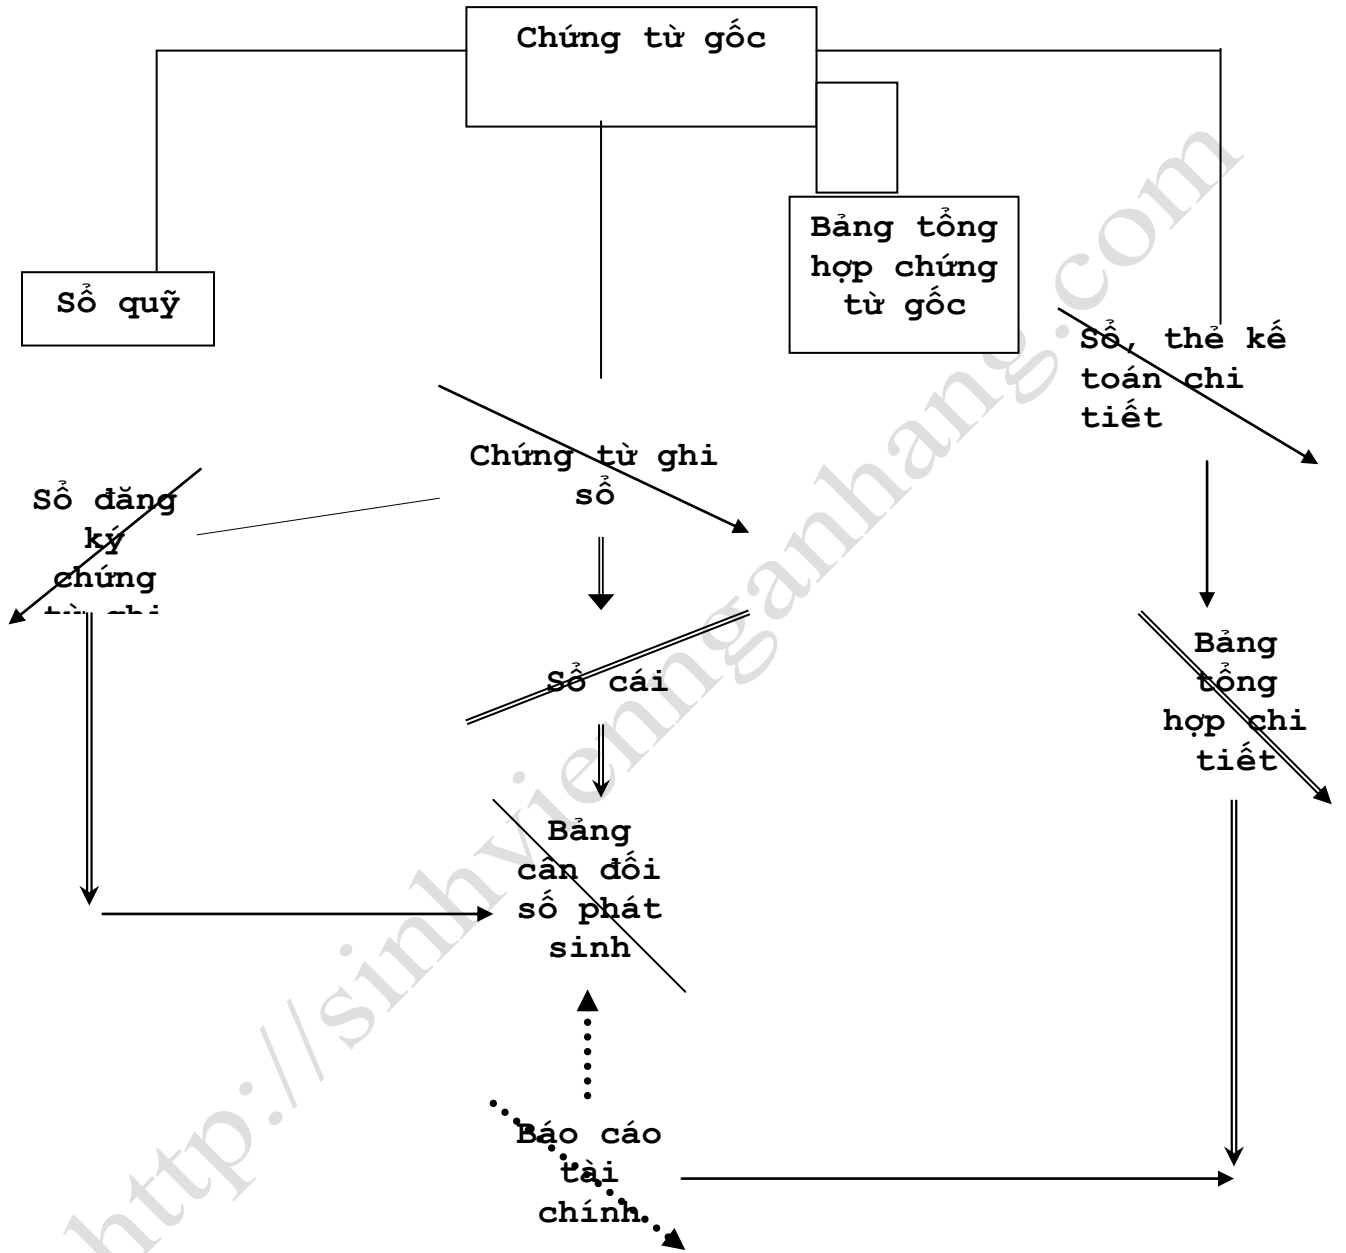 Chứng từ gốc
Bảng tổng
hợp chứng
từ gốc
Sổ quỹ
Sổ, thẻ kế
toán chi
tiết
Chứng từ ghi
sổ
Sổ đăng
ký
chứng
từ ghi
Sổ cái
Bảng
tổng
hợp chi
tiết
Bảng
cân đối
số phát
sinh
Báo cáo
tài
chính
http://sinhviennganhang.com